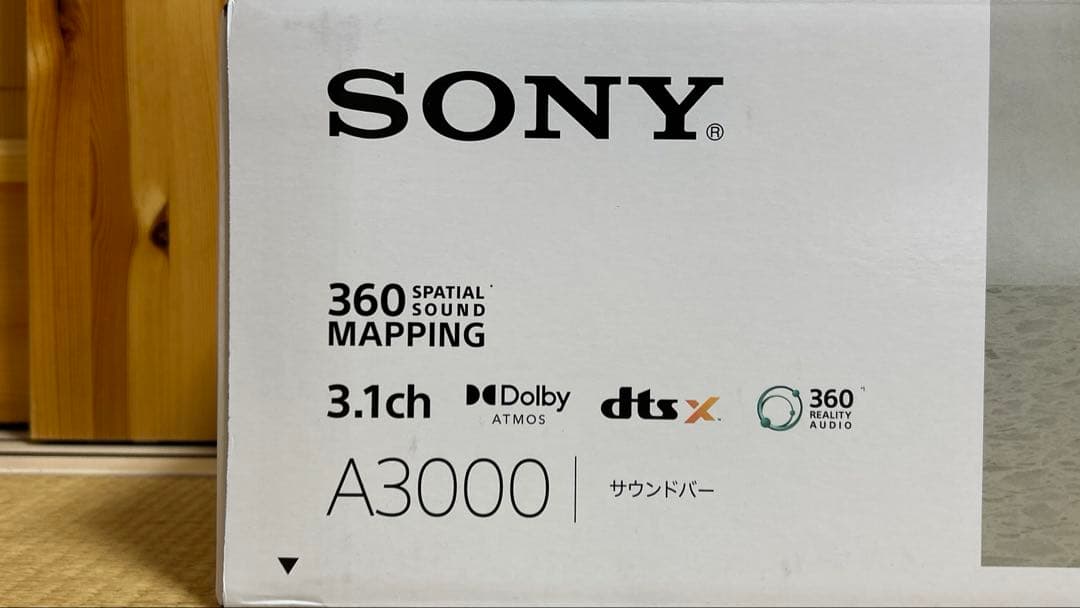 SONY®
360 SPATIAL SOUND MAPPING
3.1ch Dolby ATMOS dts X 360 REALITY AUDIO
A3000 サウンドバー